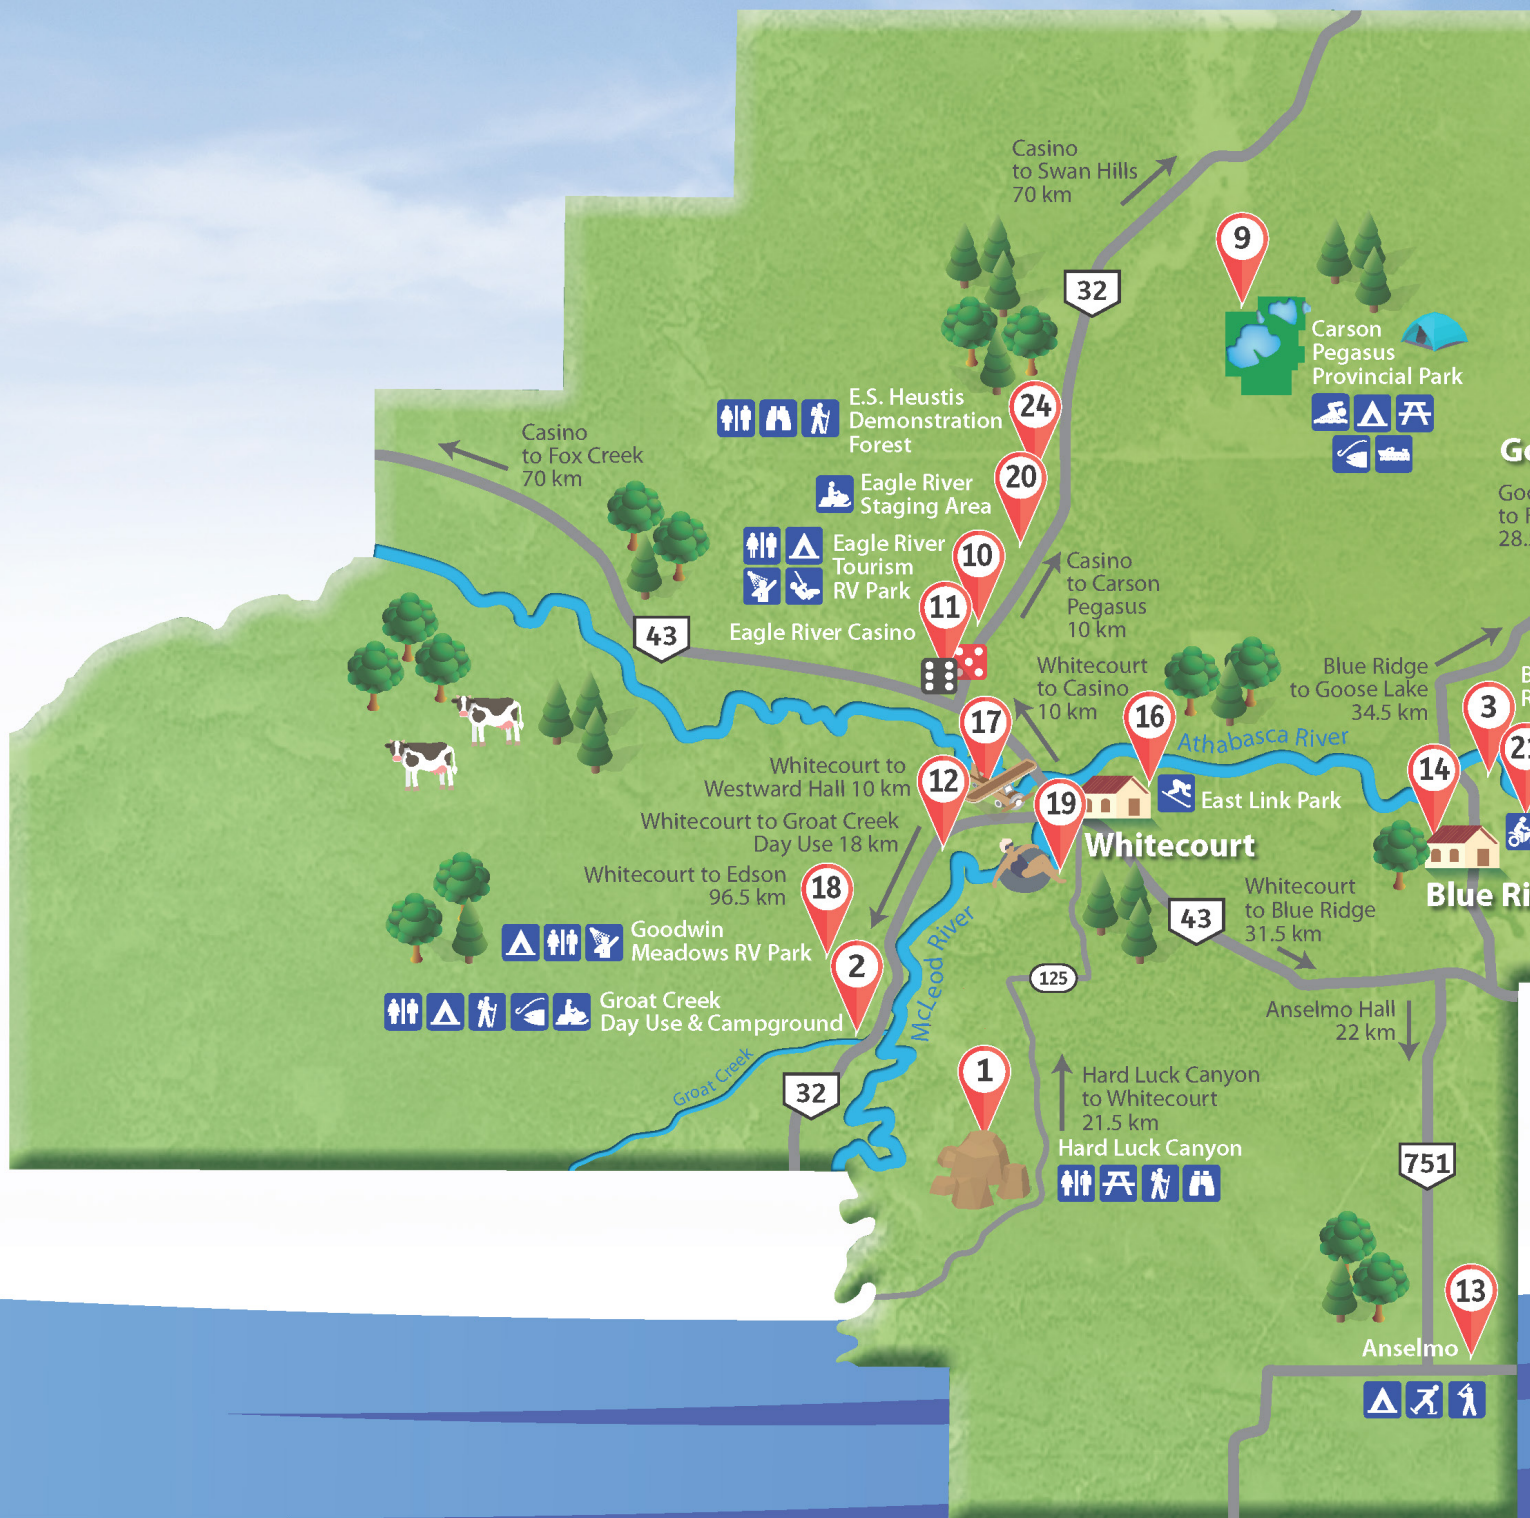 Casino
to Swan Hills
70 km
9
32
Carson
Pegasus
Provincial Park
E.S. Heustis
Demonstration
Forest
24
Casino
to Fox Creek
70 km
Eagle River
Staging Area
20
Eagle River
Tourism
RV Park
10
Casino
to Carson
Pegasus
10 km
11
Eagle River Casino
43
Whitecourt
to Casino
10 km
Blue Ridge
to Goose Lake
34.5 km
17
16
3
Athabasca River
Whitecourt to
Westward Hall 10 km
12
14
21
19
East Link Park
Whitecourt to Groat Creek
Day Use 18 km
Whitecourt
Whitecourt to Edson
96.5 km
18
Whitecourt
to Blue Ridge
31.5 km
43
Blue Ri
Goodwin
Meadows RV Park
2
McLeod River
125
Groat Creek
Day Use & Campground
Anselmo Hall
22 km
Groat Creek
32
1
Hard Luck Canyon
to Whitecourt
21.5 km
Hard Luck Canyon
751
13
Anselmo